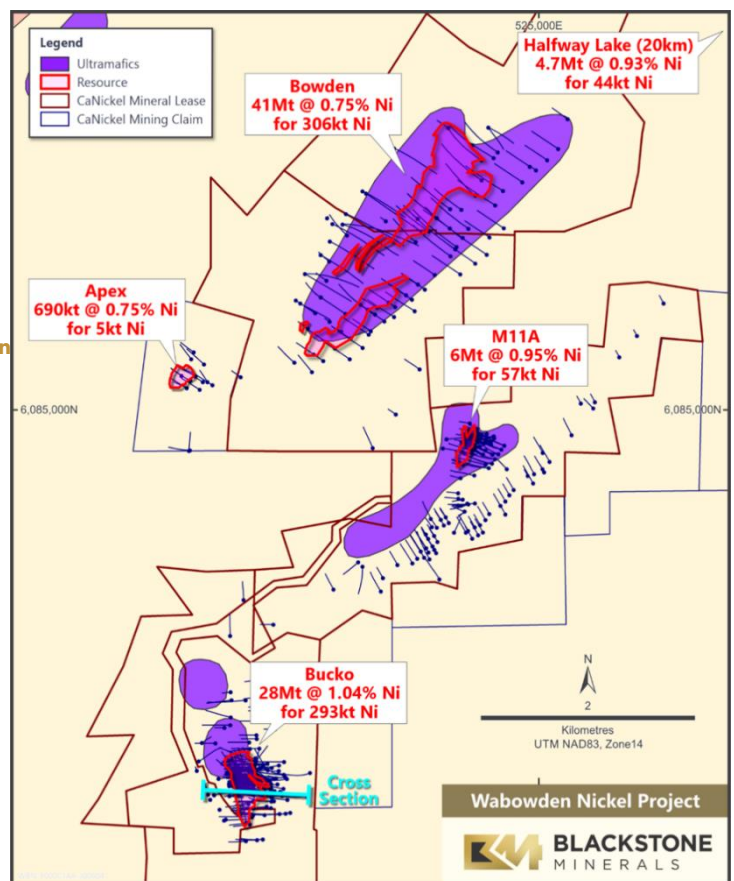 Legend
Ultramafics
Resource
CaNickel Mineral Lease
CaNickel Mining Claim
525,000E
Halfway Lake (20km)
4.7Mt @ 0.93% Ni
for 44kt Ni
Bowden
41Mt @ 0.75% Ni
for 306kt Ni
Apex
690kt @ 0.75% Ni
for 5kt Ni
n
M11A
6Mt @ 0.95% Ni
for 57kt Ni
6,085,000N
6,085,000N
Bucko
28Mt @ 1.04% Ni
for 293kt Ni
N
2
Kilometres
UTM NAD83, Zone14
Cross
Section
Wabowden Nickel Project
BLACKSTONE
MINERALS